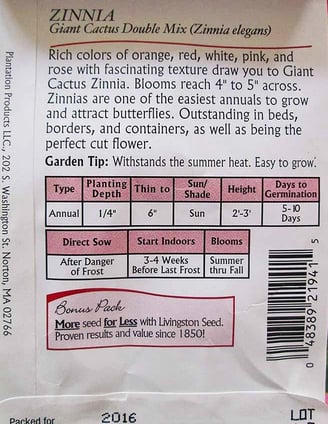 ZINNIA
Giant Cactus Double Mix (Zinnia elegans)
Rich colors of orange, red, white, pink, and
rose with fascinating texture draw you to Giant
Cactus Zinnia. Blooms reach 4" to 5" across.
Zinnias are one of the easiest annuals to grow
and attract butterflies. Outstanding in beds,
borders, and containers, as well as being the
perfect cut flower.
Garden Tip: Withstands the summer heat. Easy to grow.
Type Planting Depth Thin to Sun/Shade Height Days to Germination
Annual 1/4" 6" Sun 2'-3' 5-10 Days
Direct Sow Start Indoors Blooms
After Danger of Frost 3-4 Weeks Before Last Frost Summer thru Fall
Bonus Pack
More seed for Less with Livingston Seed.
Proven results and value since 1850!
Plantation Products LLC., 202 S. Washington St. Norton, MA 02766
0 48389 21941 5
Packed for 2016
LOT